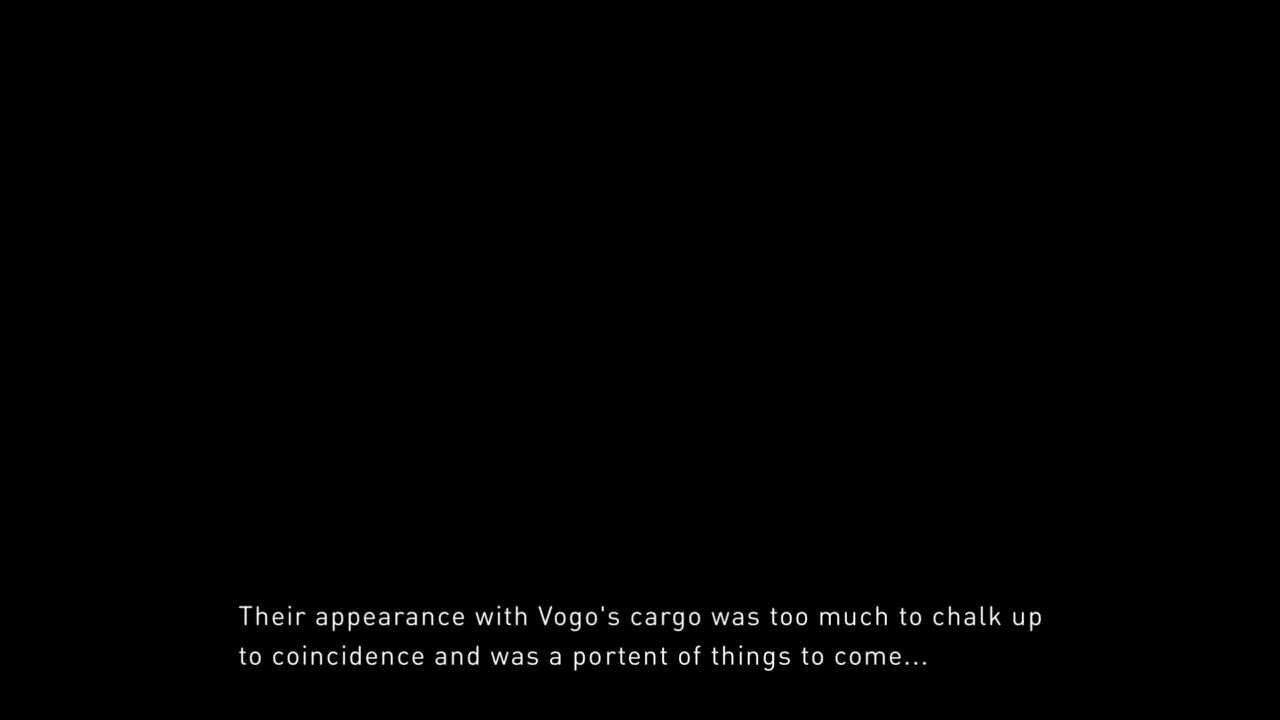 Their appearance with Vogo's cargo was too much to chalk up
to coincidence and was a portent of things to come...